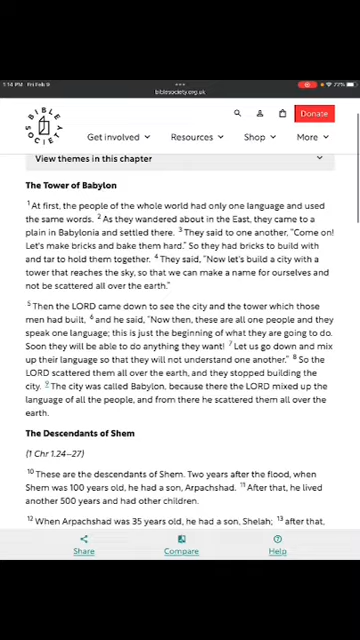 1:14 PM Fri Feb 9
77%
biblesociety.org.uk
BIBLE SOCIETY
Donate
Get involved Resources Shop More
View themes in this chapter
The Tower of Babylon
1 At first, the people of the whole world had only one language and used
the same words. 2 As they wandered about in the East, they came to a
plain in Babylonia and settled there. 3 They said to one another, "Come on!
Let's make bricks and bake them hard." So they had bricks to build with
and tar to hold them together. 4 They said, "Now let's build a city with a
tower that reaches the sky, so that we can make a name for ourselves and
not be scattered all over the earth."
5 Then the LORD came down to see the city and the tower which those
men had built, 6 and he said, "Now then, these are all one people and they
speak one language; this is just the beginning of what they are going to do.
Soon they will be able to do anything they want! 7 Let us go down and mix
up their language so that they will not understand one another." 8 So the
LORD scattered them all over the earth, and they stopped building the
city. 9 The city was called Babylon, because there the LORD mixed up the
language of all the people, and from there he scattered them all over the
earth.
The Descendants of Shem
(1 Chr 1.24–27)
10 These are the descendants of Shem. Two years after the flood, when
Shem was 100 years old, he had a son, Arpachshad. 11 After that, he lived
another 500 years and had other children.
12 When Arpachshad was 35 years old, he had a son, Shelah; 13 after that,
Share Compare Help